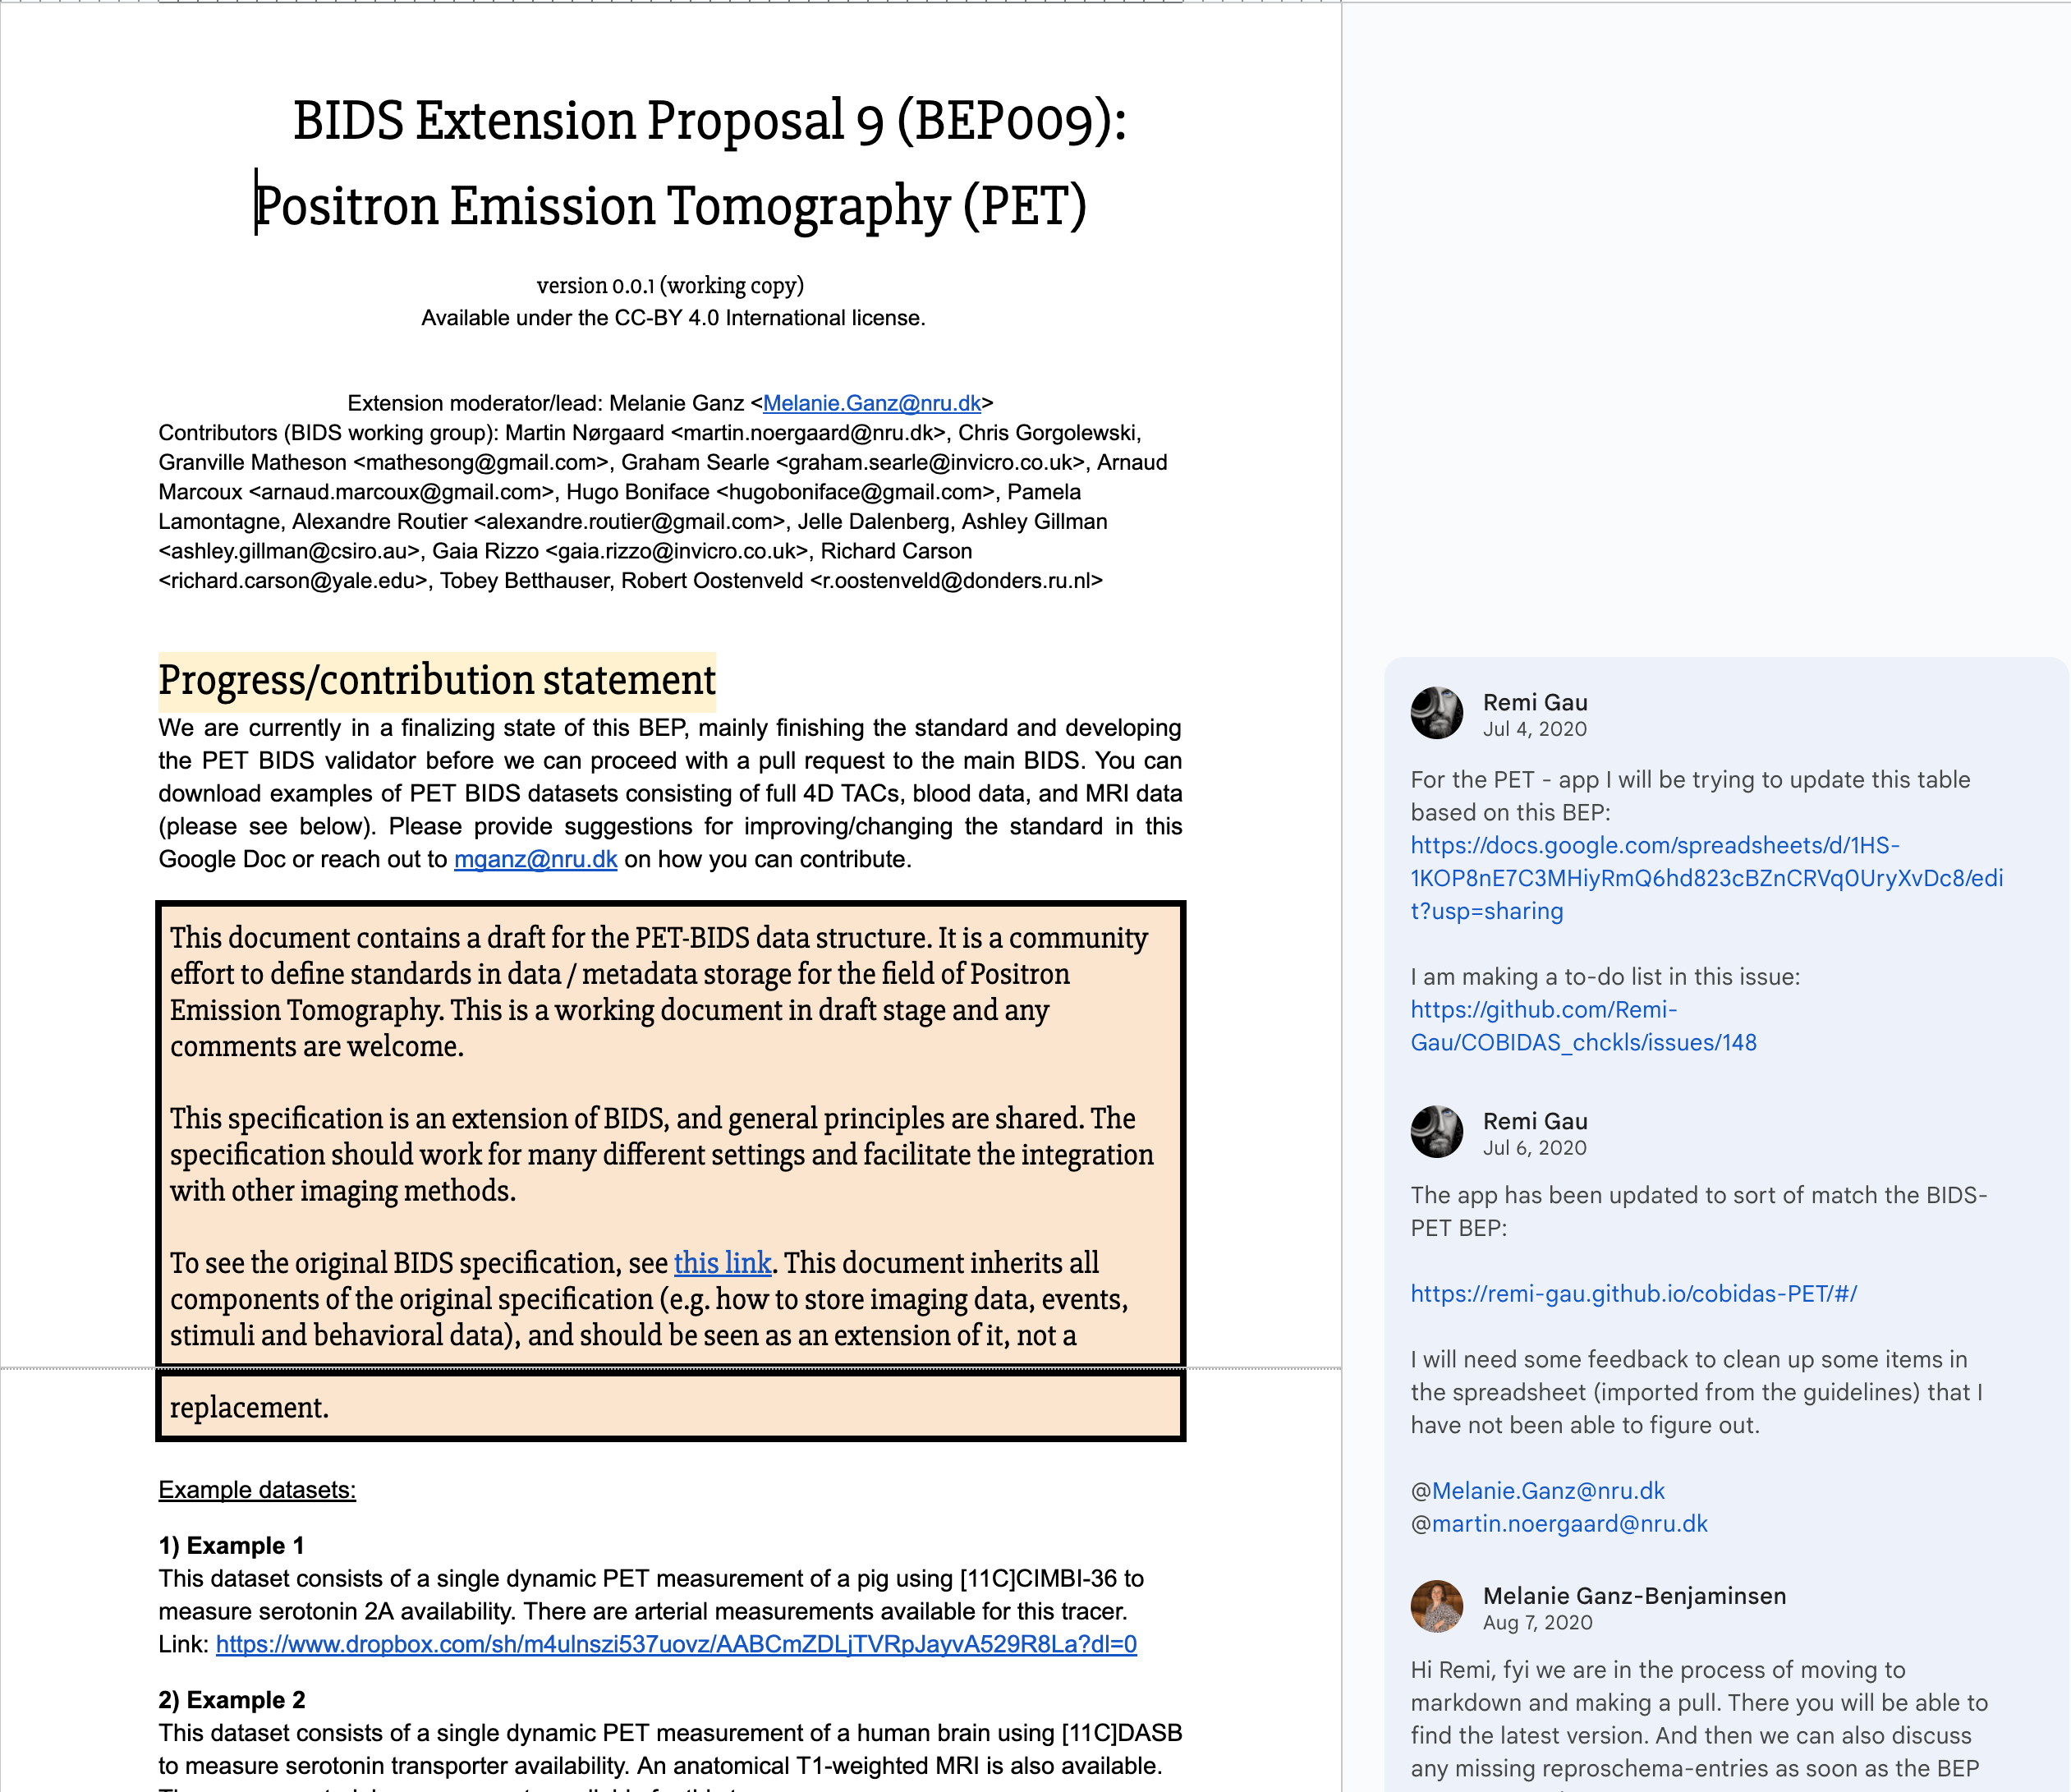 BIDS Extension Proposal 9 (BEP009):
Positron Emission Tomography (PET)
version 0.0.1 (working copy)
Available under the CC-BY 4.0 International license.
Extension moderator/lead: Melanie Ganz <Melanie.Ganz@nru.dk>
Contributors (BIDS working group): Martin Nørgaard <martin.noergaard@nru.dk>, Chris Gorgolewski,
Granville Matheson <mathesong@gmail.com>, Graham Searle <graham.searle@invicro.co.uk>, Arnaud
Marcoux <arnaud.marcoux@gmail.com>, Hugo Boniface <hugoboniface@gmail.com>, Pamela
Lamontagne, Alexandre Routier <alexandre.routier@gmail.com>, Jelle Dalenberg, Ashley Gillman
<ashley.gillman@csiro.au>, Gaia Rizzo <gaia.rizzo@invicro.co.uk>, Richard Carson
<richard.carson@yale.edu>, Tobey Betthauser, Robert Oostenveld <r.oostenveld@donders.ru.nl>
Progress/contribution statement
We are currently in a finalizing state of this BEP, mainly finishing the standard and developing
the PET BIDS validator before we can proceed with a pull request to the main BIDS. You can
download examples of PET BIDS datasets consisting of full 4D TACs, blood data, and MRI data
(please see below). Please provide suggestions for improving/changing the standard in this
Google Doc or reach out to mganz@nru.dk on how you can contribute.
This document contains a draft for the PET-BIDS data structure. It is a community
effort to define standards in data / metadata storage for the field of Positron
Emission Tomography. This is a working document in draft stage and any
comments are welcome.
This specification is an extension of BIDS, and general principles are shared. The
specification should work for many different settings and facilitate the integration
with other imaging methods.
To see the original BIDS specification, see this link. This document inherits all
components of the original specification (e.g. how to store imaging data, events,
stimuli and behavioral data), and should be seen as an extension of it, not a
replacement.
Example datasets:
1) Example 1
This dataset consists of a single dynamic PET measurement of a pig using [11C]CIMBI-36 to
measure serotonin 2A availability. There are arterial measurements available for this tracer.
Link: https://www.dropbox.com/sh/m4ulnszi537uovz/AABCmZDLjTVRpJayvA529R8La?dl=0
2) Example 2
This dataset consists of a single dynamic PET measurement of a human brain using [11C]DASB
to measure serotonin transporter availability. An anatomical T1-weighted MRI is also available.
Remi Gau
Jul 4, 2020
For the PET - app I will be trying to update this table
based on this BEP:
https://docs.google.com/spreadsheets/d/1HS-
1KOP8nE7C3MHiyRmQ6hd823cBZnCRVq0UryXvDc8/edi
t?usp=sharing
I am making a to-do list in this issue:
https://github.com/Remi-
Gau/COBIDAS_chckls/issues/148
Remi Gau
Jul 6, 2020
The app has been updated to sort of match the BIDS-
PET BEP:
https://remi-gau.github.io/cobidas-PET/#/
I will need some feedback to clean up some items in
the spreadsheet (imported from the guidelines) that I
have not been able to figure out.
@Melanie.Ganz@nru.dk
@martin.noergaard@nru.dk
Melanie Ganz-Benjaminsen
Aug 7, 2020
Hi Remi, fyi we are in the process of moving to
markdown and making a pull. There you will be able to
find the latest version. And then we can also discuss
any missing reproschema-entries as soon as the BEP